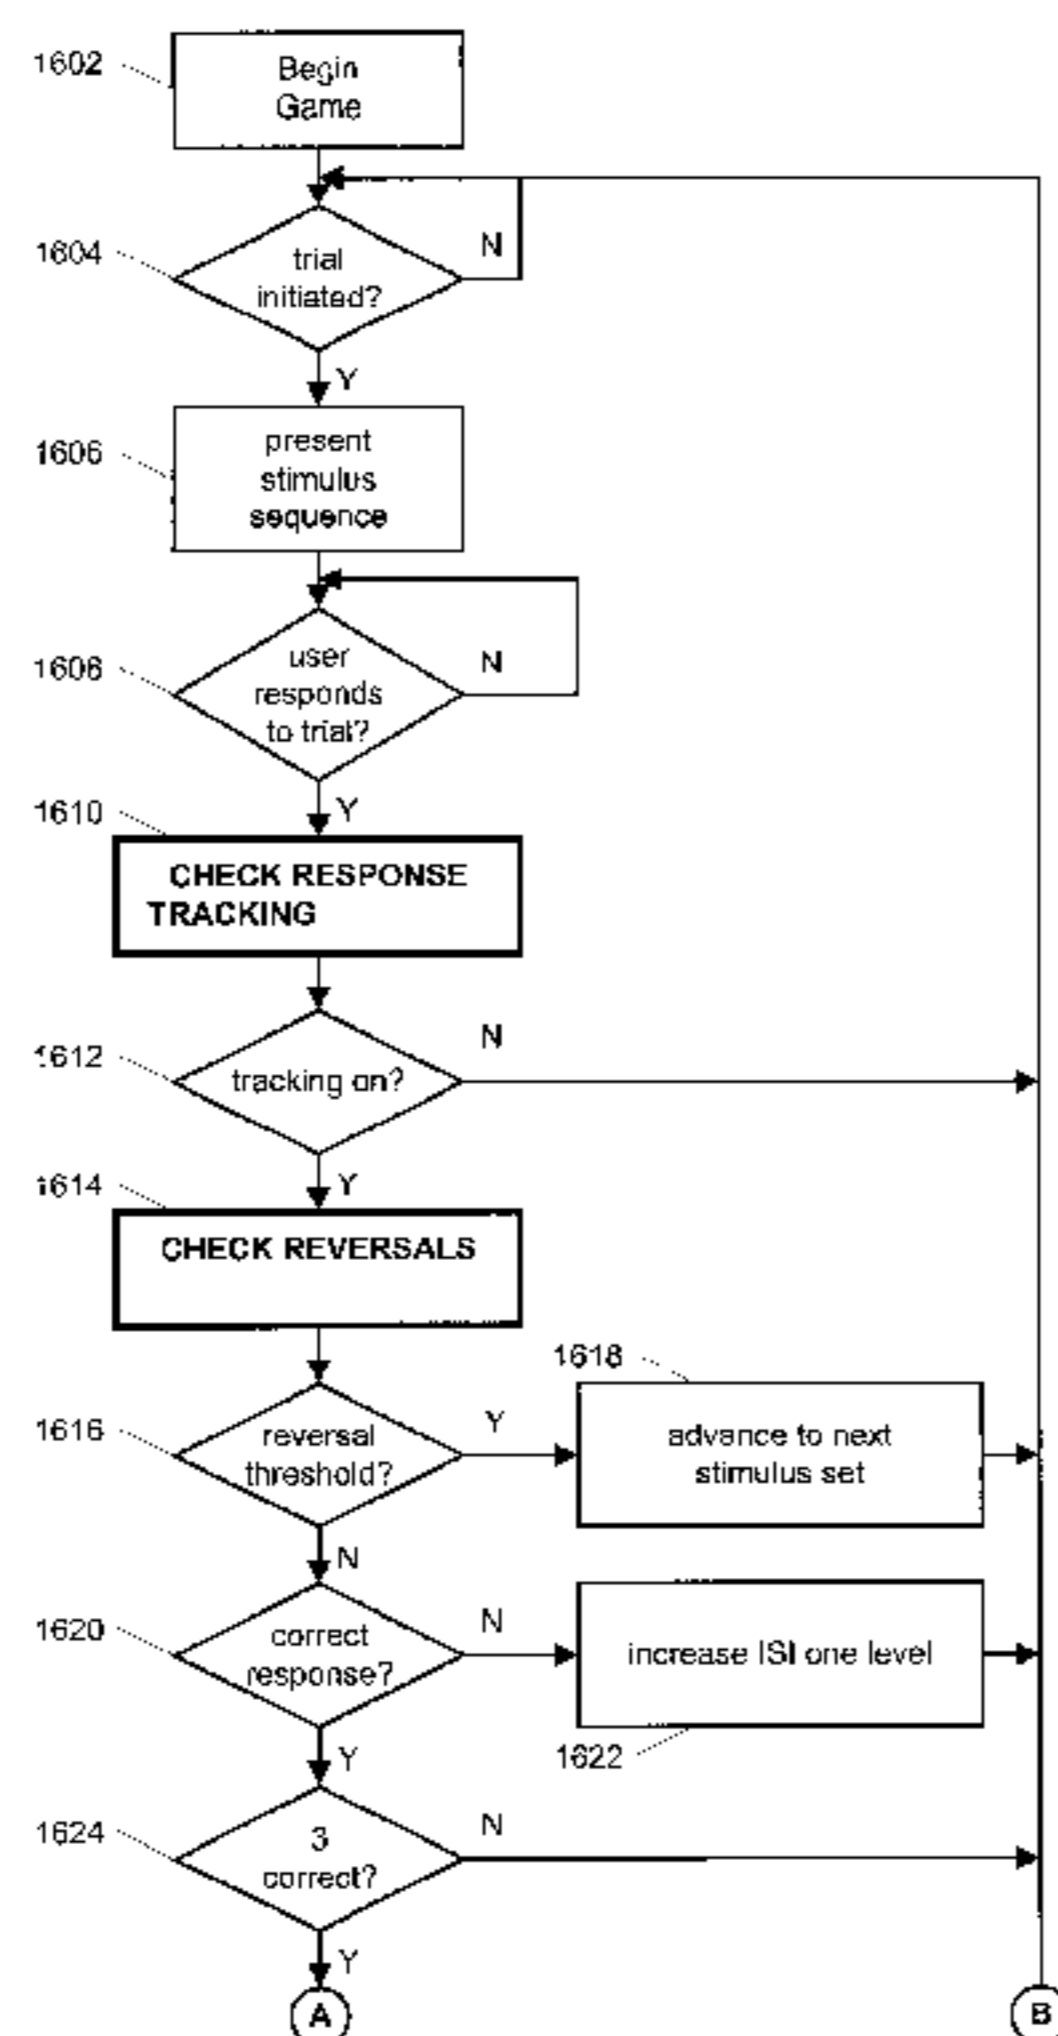 1602
Begin
Game
1604
trial
initiated?
N
Y
1606
present
stimulus
sequence
1608
user
responds
to trial?
N
Y
1610
CHECK RESPONSE
TRACKING
1612
tracking on?
N
Y
1614
CHECK REVERSALS
1616
reversal
threshold?
Y
1618
advance to next
stimulus set
N
1620
correct
response?
N
increase ISI one level
1622
Y
1624
3
correct?
N
Y
A
B